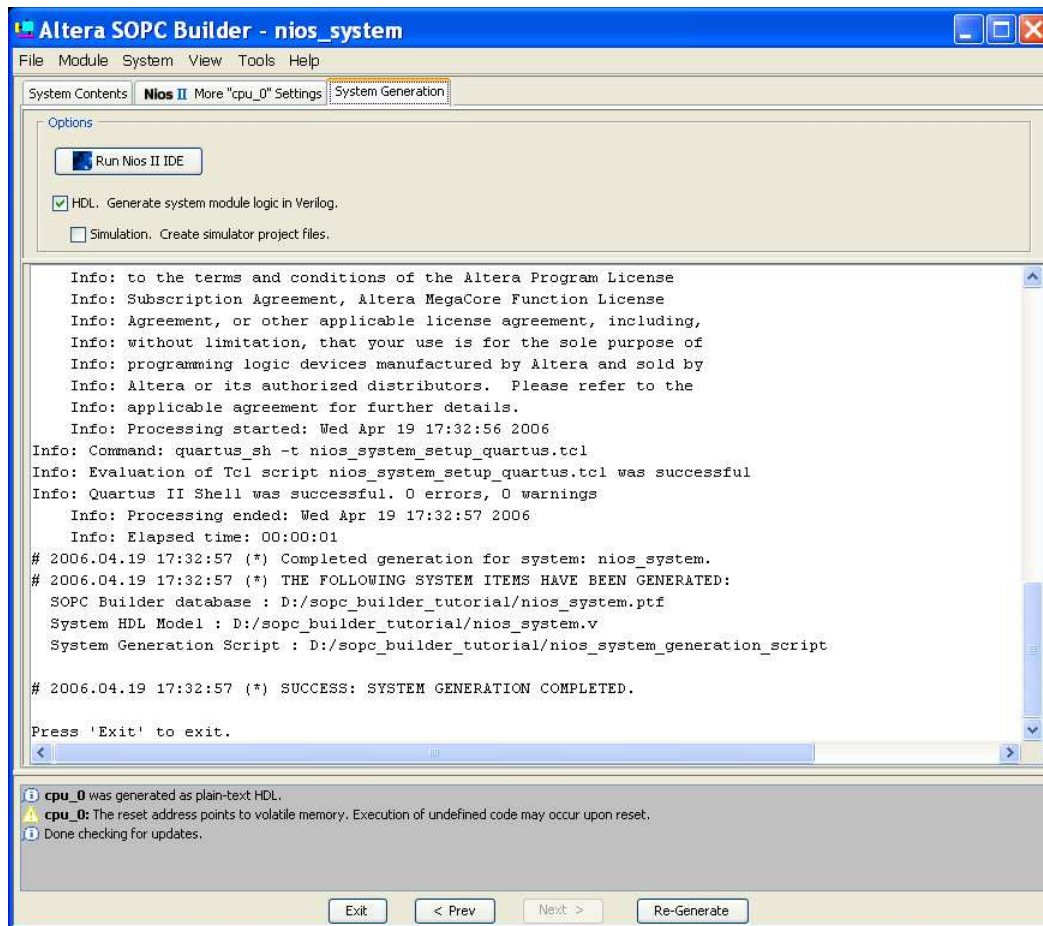 Altera SOPC Builder - nios_system
File Module System View Tools Help
System Contents Nios II More "cpu_0" Settings System Generation
Options
Run Nios II IDE
HDL. Generate system module logic in Verilog.
Simulation. Create simulator project files.
Info: to the terms and conditions of the Altera Program License
Info: Subscription Agreement, Altera MegaCore Function License
Info: Agreement, or other applicable license agreement, including,
Info: without limitation, that your use is for the sole purpose of
Info: programming logic devices manufactured by Altera and sold by
Info: Altera or its authorized distributors. Please refer to the
Info: applicable agreement for further details.
Info: Processing started: Wed Apr 19 17:32:56 2006
Info: Command: quartus_sh -t nios_system_setup_quartus.tcl
Info: Evaluation of Tcl script nios_system_setup_quartus.tcl was successful
Info: Quartus II Shell was successful. 0 errors, 0 warnings
Info: Processing ended: Wed Apr 19 17:32:57 2006
Info: Elapsed time: 00:00:01
# 2006.04.19 17:32:57 (*) Completed generation for system: nios_system.
# 2006.04.19 17:32:57 (*) THE FOLLOWING SYSTEM ITEMS HAVE BEEN GENERATED:
SOPC Builder database : D:/sopc_builder_tutorial/nios_system.ptf
System HDL Model : D:/sopc_builder_tutorial/nios_system.v
System Generation Script : D:/sopc_builder_tutorial/nios_system_generation_script
# 2006.04.19 17:32:57 (*) SUCCESS: SYSTEM GENERATION COMPLETED.
Press 'Exit' to exit.
cpu_0 was generated as plain-text HDL.
cpu_0: The reset address points to volatile memory. Execution of undefined code may occur upon reset.
Done checking for updates.
Exit < Prev Next > Re-Generate